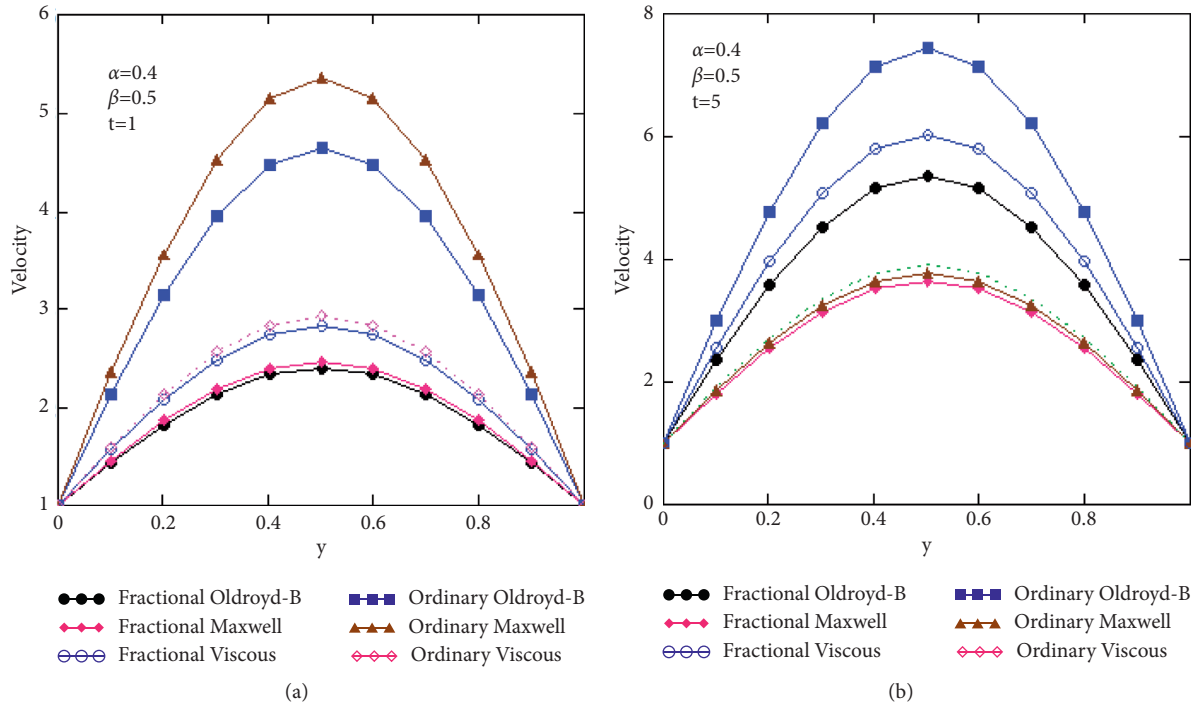 6
5
4
3
2
1
Velocity
α=0.4
β=0.5
t=1
0
0.2
0.4
0.6
0.8
y
Fractional Oldroyd-B
Ordinary Oldroyd-B
Fractional Maxwell
Ordinary Maxwell
Fractional Viscous
Ordinary Viscous
(a)
8
6
4
2
0
Velocity
α=0.4
β=0.5
t=5
0
0.2
0.4
0.6
0.8
y
Fractional Oldroyd-B
Ordinary Oldroyd-B
Fractional Maxwell
Ordinary Maxwell
Fractional Viscous
Ordinary Viscous
(b)